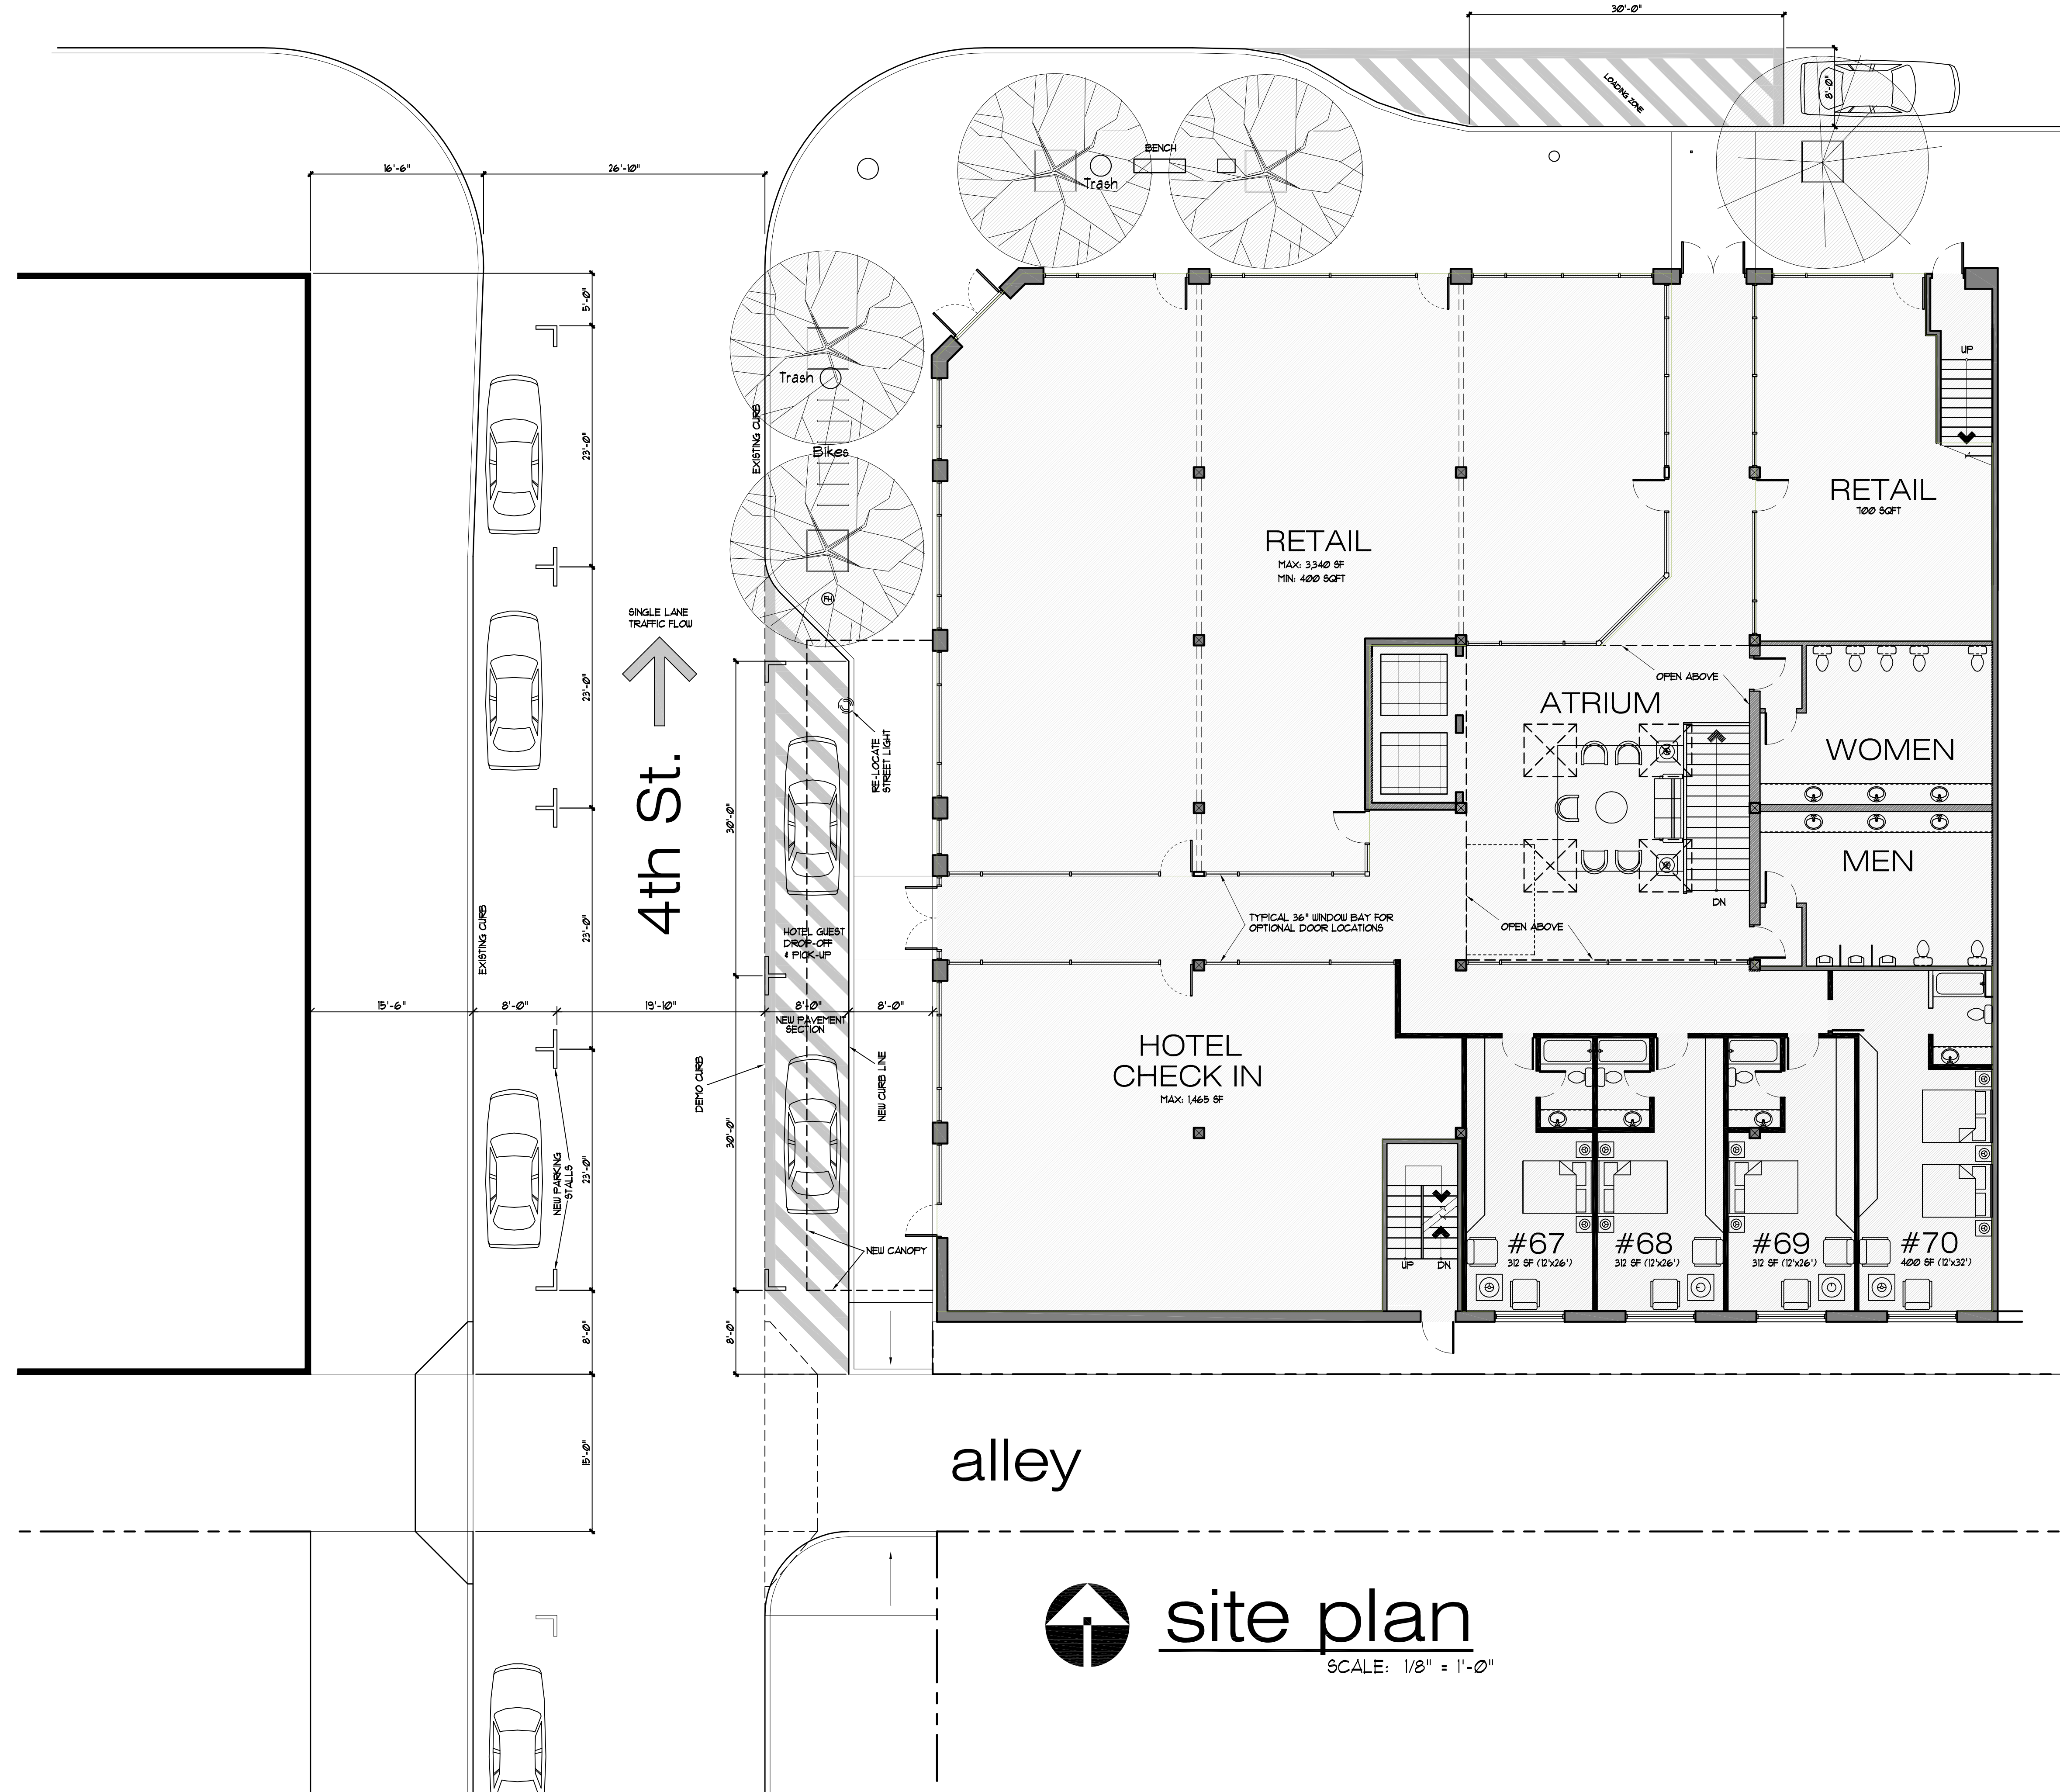 30'-0"
LOADING ZONE
8'-0"
BENCH
Trash
16'-6"
26'-10"
5'-0"
UP
Trash
EXISTING CURB
Bikes
23'-0"
RETAIL
700 SQFT
RETAIL
MAX: 3,340 SF
MIN: 400 SQFT
FH
SINGLE LANE
TRAFFIC FLOW
OPEN ABOVE
ATRIUM
23'-0"
RE-LOCATE
STREET LIGHT
WOMEN
4th St.
30'-0"
MEN
DN
23'-0"
EXISTING CURB
TYPICAL 36" WINDOW BAY FOR
OPTIONAL DOOR LOCATIONS
OPEN ABOVE
HOTEL GUEST
DROP-OFF
& PICK-UP
15'-6"
8'-0"
19'-10"
8'-0"
8'-0"
NEW PAVEMENT
SECTION
HOTEL
CHECK IN
MAX: 1,465 SF
DEMO CURB
NEW CURB LINE
30'-0"
NEW PARKING
STALLS
23'-0"
NEW CANOPY
#67
312 SF (12'x26')
#68
312 SF (12'x26')
#69
312 SF (12'x26')
#70
400 SF (12'x32')
UP
DN
8'-0"
8'-0"
15'-0"
alley
site plan
SCALE: 1/8" = 1'-0"